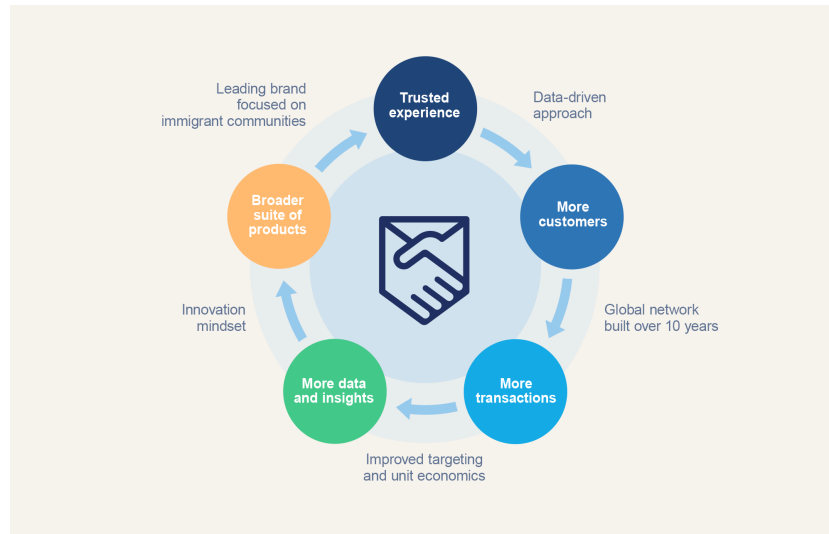 Trusted
experience
Data-driven
approach
More
customers
Global network
built over 10 years
More
transactions
Improved targeting
and unit economics
More data
and insights
Innovation
mindset
Broader
suite of
products
Leading brand
focused on
immigrant communities